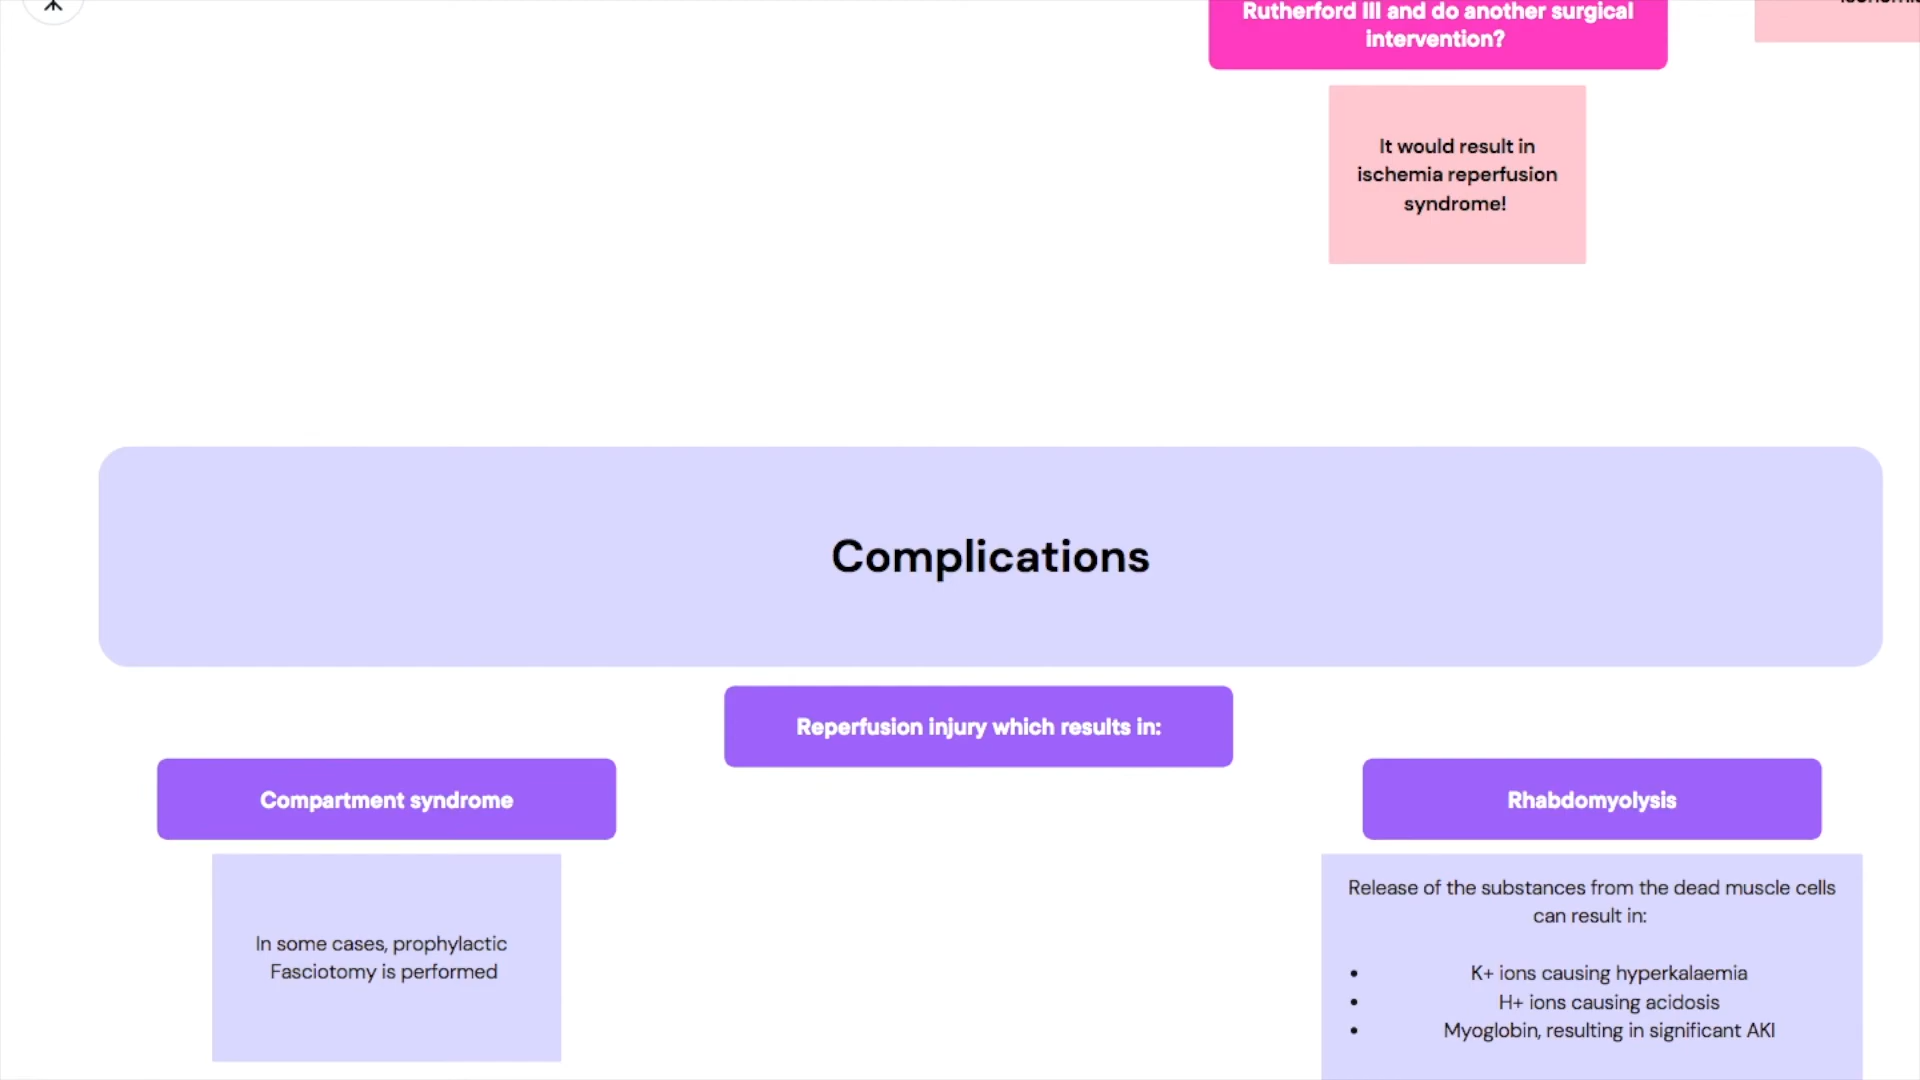 Rutherford III and do another surgical
intervention?
It would result in
ischemia reperfusion
syndrome!
Complications
Reperfusion injury which results in:
Compartment syndrome
Rhabdomyolysis
In some cases, prophylactic
Fasciotomy is performed
Release of the substances from the dead muscle cells
can result in:
• K+ ions causing hyperkalaemia
• H+ ions causing acidosis
• Myoglobin, resulting in significant AKI